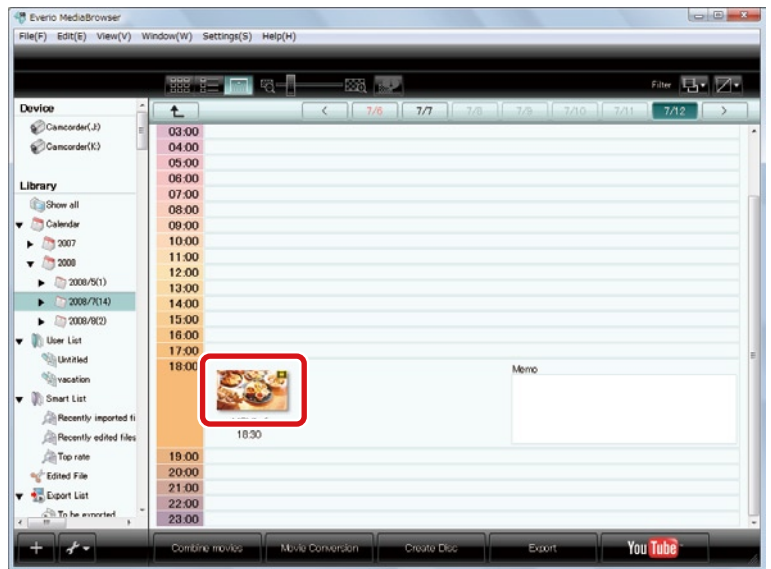 Everio MediaBrowser
File(F) Edit(E) View(V) Window(W) Settings(S) Help(H)
Filter
Device
Camcorder(J:)
Camcorder(K:)
Library
Show all
Calendar
2007
2008
2008/5(1)
2008/7(14)
2008/9(2)
User List
Untitled
vacation
Smart List
Recently imported fi
Recently edited files
Top rate
Edited File
Export List
To be exported
< 7/6 7/7 7/8 7/9 7/10 7/11 7/12 >
03:00
04:00
05:00
06:00
07:00
08:00
09:00
10:00
11:00
12:00
13:00
14:00
15:00
16:00
17:00
18:00
Memo
18:30
19:00
20:00
21:00
22:00
23:00
Combine movies Movie Conversion Create Disc Export YouTube